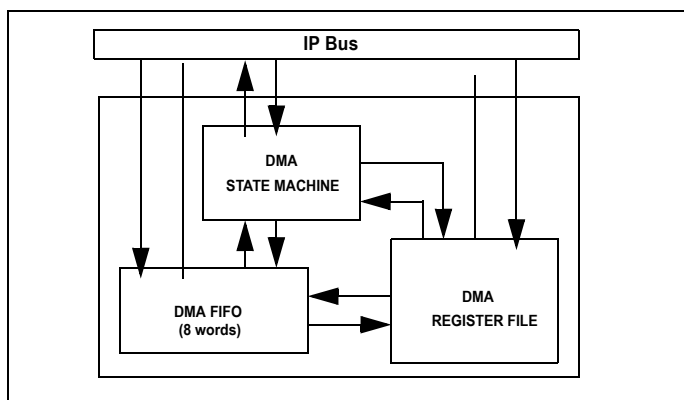 IP Bus
DMA
STATE MACHINE
DMA FIFO
(8 words)
DMA
REGISTER FILE